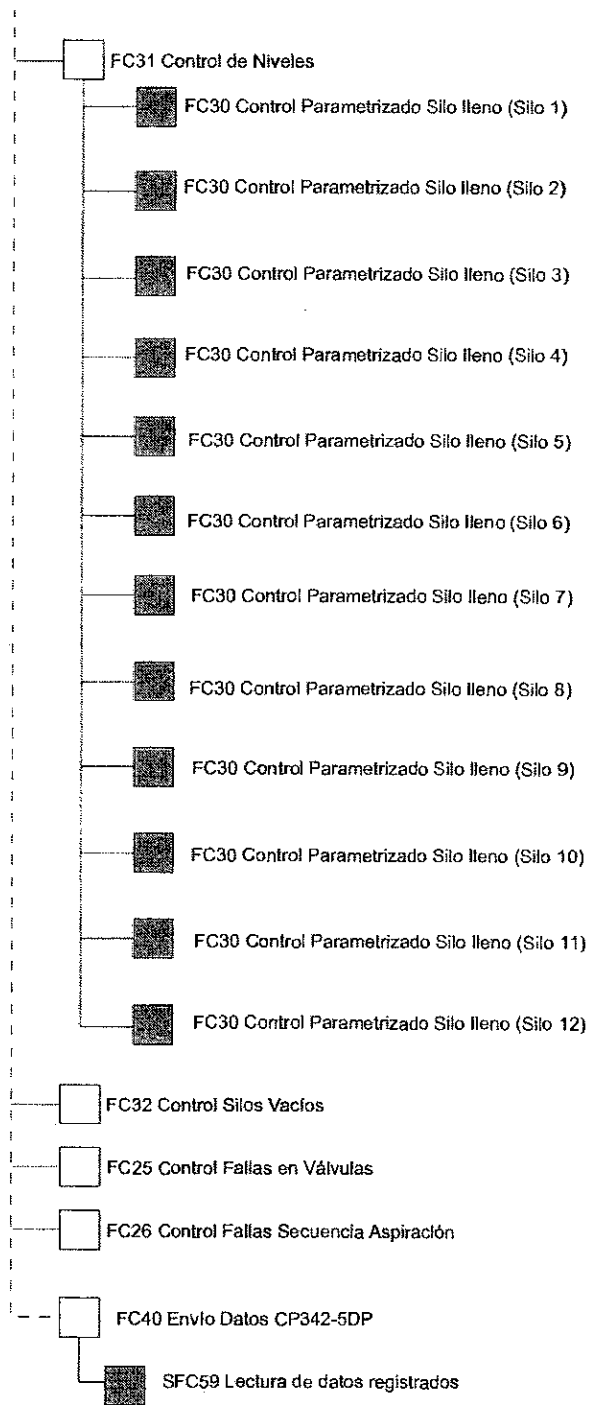 FC31 Control de Niveles
FC30 Control Parametrizado Silo lleno (Silo 1)
FC30 Control Parametrizado Silo lleno (Silo 2)
FC30 Control Parametrizado Silo lleno (Silo 3)
FC30 Control Parametrizado Silo lleno (Silo 4)
FC30 Control Parametrizado Silo lleno (Silo 5)
FC30 Control Parametrizado Silo lleno (Silo 6)
FC30 Control Parametrizado Silo lleno (Silo 7)
FC30 Control Parametrizado Silo lleno (Silo 8)
FC30 Control Parametrizado Silo lleno (Silo 9)
FC30 Control Parametrizado Silo lleno (Silo 10)
FC30 Control Parametrizado Silo lleno (Silo 11)
FC30 Control Parametrizado Silo lleno (Silo 12)
FC32 Control Silos Vacíos
FC25 Control Fallas en Válvulas
FC26 Control Fallas Secuencia Aspiración
FC40 Envío Datos CP342-5DP
SFC59 Lectura de datos registrados